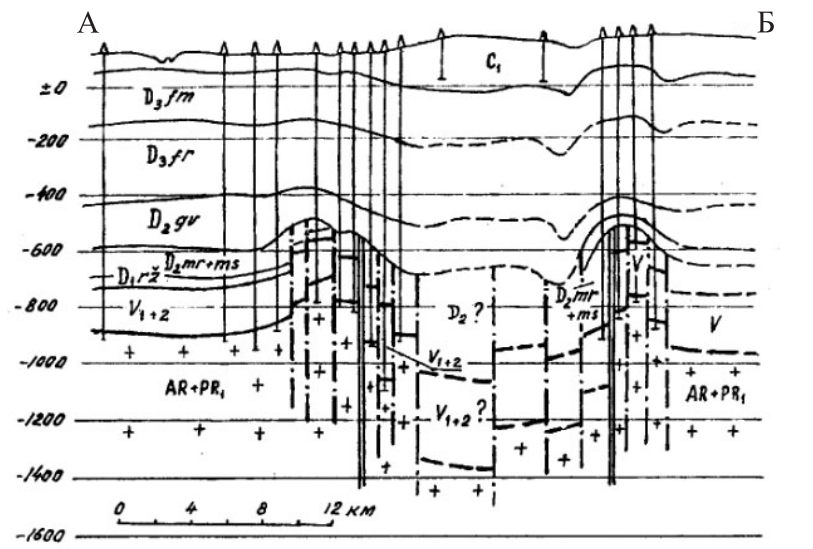 А Б
C₁
±0
D₃fm
-200
D₃fr
-400
D₂gv
-600
D₂mr+ms
D₁rž
V
-800
V₁₊₂
D₂?
D₂mr
+ms
V
-1000
V₁₊₂
AR+PR₁
AR+PR₁
V₁₊₂?
-1200
-1400
0 4 8 12 км
-1600